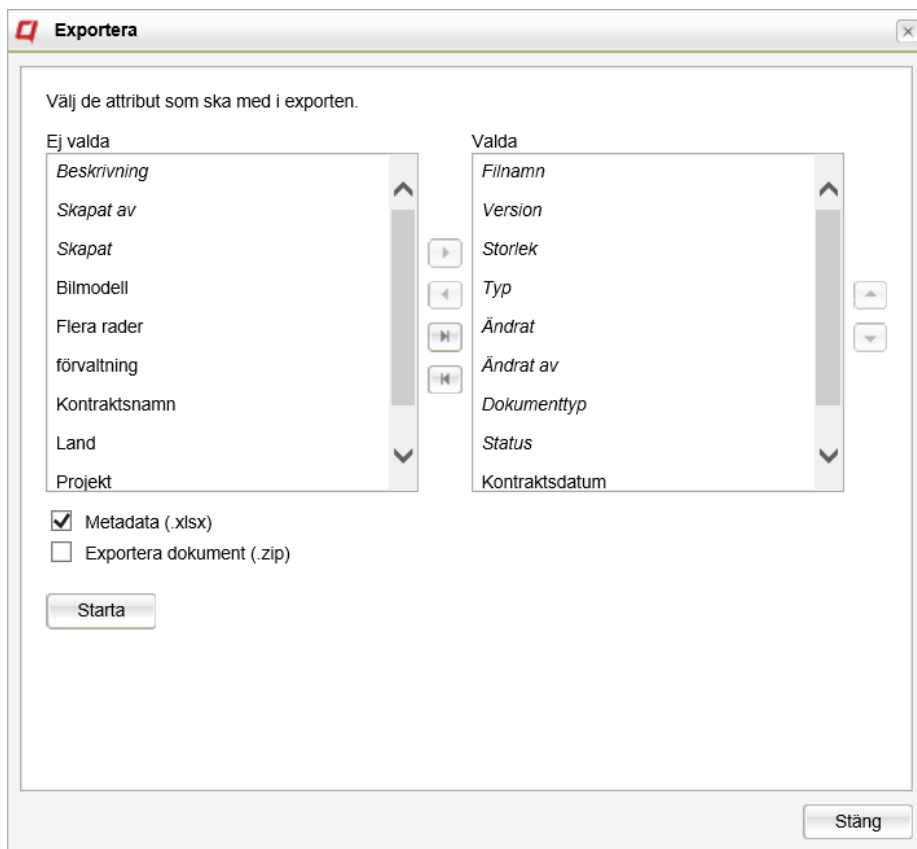 Exportera
Välj de attribut som ska med i exporten.
Ej valda
Beskrivning
Skapat av
Skapat
Bilmodell
Flera rader
förvaltning
Kontraktsnamn
Land
Projekt
Valda
Filnamn
Version
Storlek
Typ
Ändrat
Ändrat av
Dokumenttyp
Status
Kontraktsdatum
Metadata (.xlsx)
Exportera dokument (.zip)
Starta
Stäng